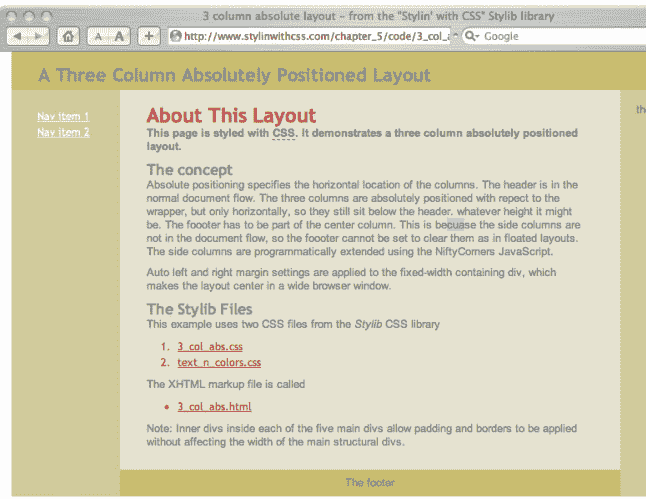 3 column absolute layout – from the "Stylin' with CSS" Stylib library
A A + http://www.stylinwithcss.com/chapter_5/code/3_col_a Google
A Three Column Absolutely Positioned Layout
Nav item 1
Nav item 2
About This Layout
This page is styled with CSS. It demonstrates a three column absolutely positioned
layout.
The concept
Absolute positioning specifies the horizontal location of the columns. The header is in the
normal document flow. The three columns are absolutely positioned with repect to the
wrapper, but only horizontally, so they still sit below the header. whatever height it might
be. The foooter has to be part of the center column. This is becuase the side columns are
not in the document flow, so the foooter cannot be set to clear them as in floated layouts.
The side columns are programmatically extended using the NiftyCorners JavaScript.
Auto left and right margin settings are applied to the fixed-width containing div, which
makes the layout center in a wide browser window.
The Stylib Files
This example uses two CSS files from the Stylib CSS library
1. 3_col_abs.css
2. text_n_colors.css
The XHTML markup file is called
• 3_col_abs.html
Note: Inner divs inside each of the five main divs allow padding and borders to be applied
without affecting the width of the main structural divs.
The footer
th